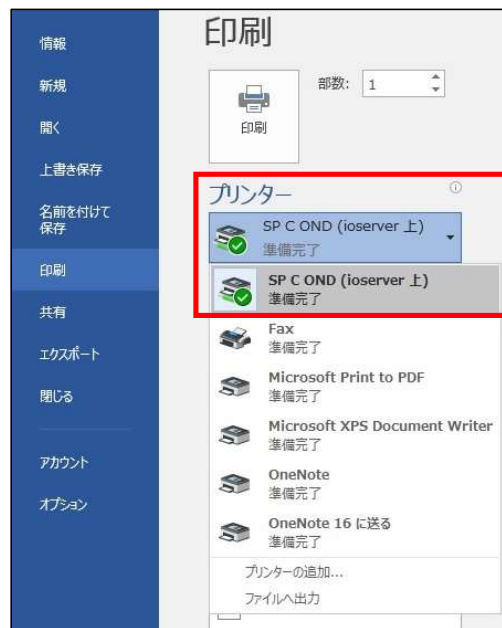 情報
新規
開く
上書き保存
名前を付けて
保存
印刷
共有
エクスポート
閉じる
アカウント
オプション
印刷
部数: 1
印刷
プリンター
SP C OND (ioserver 上)
準備完了
SP C OND (ioserver 上)
準備完了
Fax
準備完了
Microsoft Print to PDF
準備完了
Microsoft XPS Document Writer
準備完了
OneNote
準備完了
OneNote 16 に送る
準備完了
プリンターの追加...
ファイルへ出力